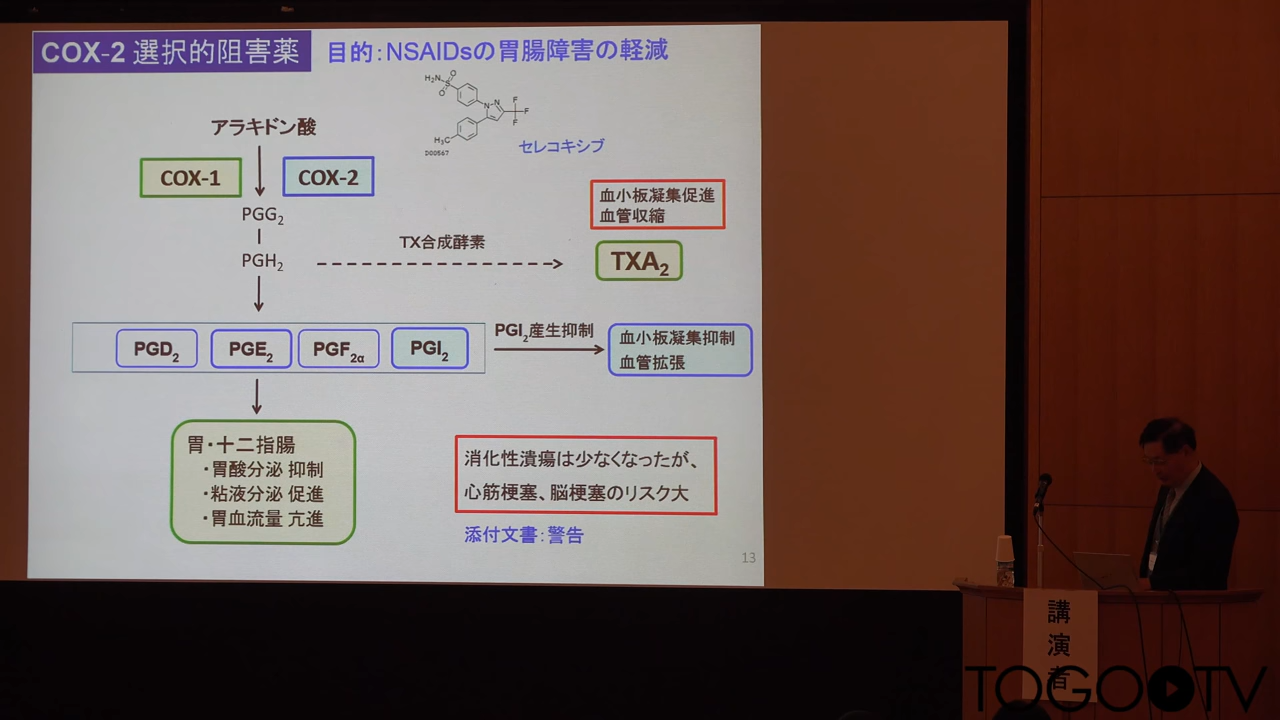 COX-2 選択的阻害薬
目的：NSAIDsの胃腸障害の軽減
H₂N
O
S
O
N
N
F
F
F
H₃C
D00567
セレコキシブ
アラキドン酸
COX-1
COX-2
PGG₂
PGH₂
TX合成酵素
血小板凝集促進
血管収縮
TXA₂
PGD₂
PGE₂
PGF₂α
PGI₂
PGI₂産生抑制
血小板凝集抑制
血管拡張
胃・十二指腸
・胃酸分泌 抑制
・粘液分泌 促進
・胃血流量 亢進
消化性潰瘍は少なくなったが、
心筋梗塞、脳梗塞のリスク大
添付文書：警告
13
講演者
TOGOTV